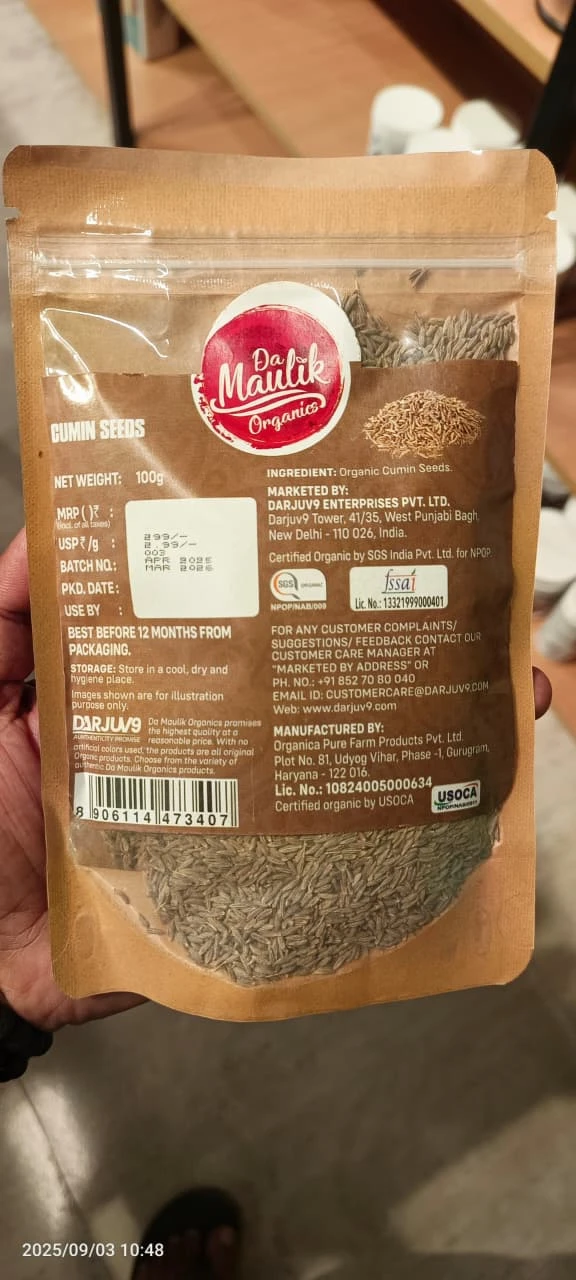 Da
Maulik
Organics
CUMIN SEEDS
NET WEIGHT: 100g
MRP ( )₹ :
(Incl. of all taxes)
USP ₹/g :
BATCH NO.:
PKD. DATE:
USE BY :
299/-
2.99/-
003
APR 2025
MAR 2026
BEST BEFORE 12 MONTHS FROM
PACKAGING.
STORAGE: Store in a cool, dry and
hygiene place.
Images shown are for illustration
purpose only.
DARJUV9
AUTHENTICITY PROMISE
Da Maulik Organics promises
the highest quality at a
reasonable price. With no
artificial colors used, the products are all original
Organic products. Choose from the variety of
authentic Da Maulik Organics products.
8 906114 473407
INGREDIENT: Organic Cumin Seeds.
MARKETED BY:
DARJUV9 ENTERPRISES PVT. LTD.
Darjuv9 Tower, 41/35, West Punjabi Bagh,
New Delhi - 110 026, India.
Certified Organic by SGS India Pvt. Ltd. for NPOP.
SGS ORGANIC
NPOP/NAB/009
fssai
Lic. No.: 13321999000401
FOR ANY CUSTOMER COMPLAINTS/
SUGGESTIONS/ FEEDBACK CONTACT OUR
CUSTOMER CARE MANAGER AT
"MARKETED BY ADDRESS" OR
PH. NO.: +91 852 70 80 040
EMAIL ID: CUSTOMERCARE@DARJUV9.COM
Web: www.darjuv9.com
MANUFACTURED BY:
Organica Pure Farm Products Pvt. Ltd.
Plot No. 81, Udyog Vihar, Phase -1, Gurugram,
Haryana - 122 016.
Lic. No.: 10824005000634
Certified organic by USOCA
USOCA
2025/09/03 10:48